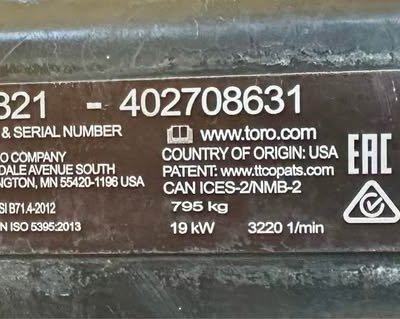 321 - 402708631
& SERIAL NUMBER
www.toro.com
O COMPANY
COUNTRY OF ORIGIN: USA
DALE AVENUE SOUTH
PATENT: www.ttcopats.com
NGTON, MN 55420-1196 USA
CAN ICES-2/NMB-2
EAC
SI B71.4-2012
795 kg
N ISO 5395:2013
19 kW 3220 1/min